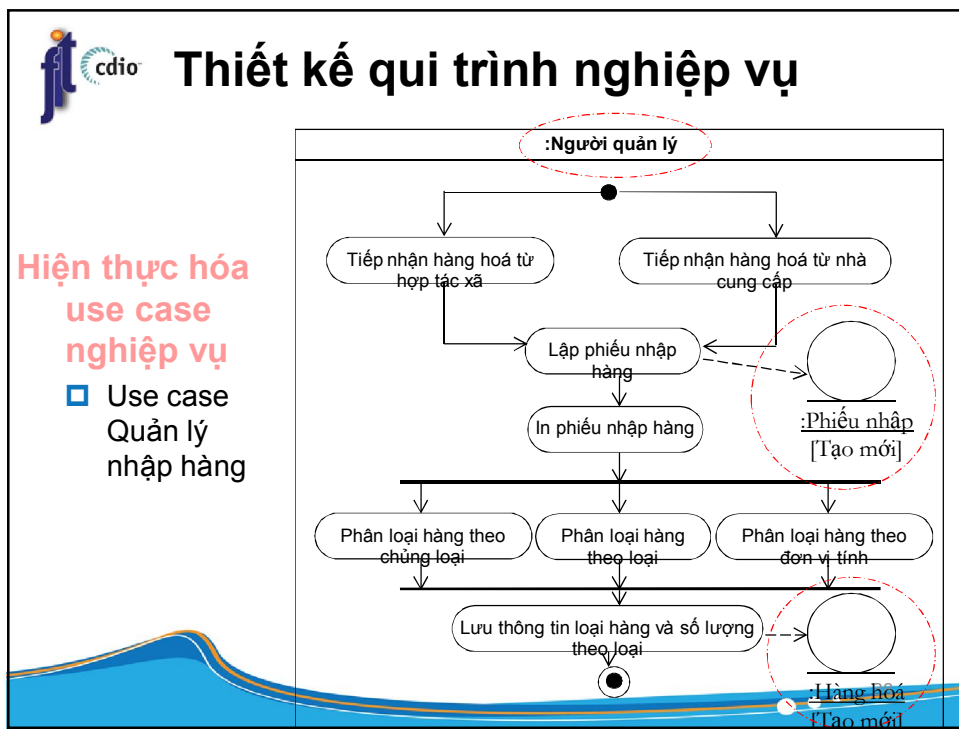 fit cdio
Thiết kế qui trình nghiệp vụ
Hiện thực hóa
use case
nghiệp vụ
Use case
Quản lý
nhập hàng
:Người quản lý
Tiếp nhận hàng hoá từ
hợp tác xã
Tiếp nhận hàng hoá từ nhà
cung cấp
Lập phiếu nhập
hàng
:Phiếu nhập
[Tạo mới]
In phiếu nhập hàng
Phân loại hàng theo
chủng loại
Phân loại hàng
theo loại
Phân loại hàng theo
đơn vị tính
Lưu thông tin loại hàng và số lượng
theo loại
:Hàng hoá
[Tạo mới]